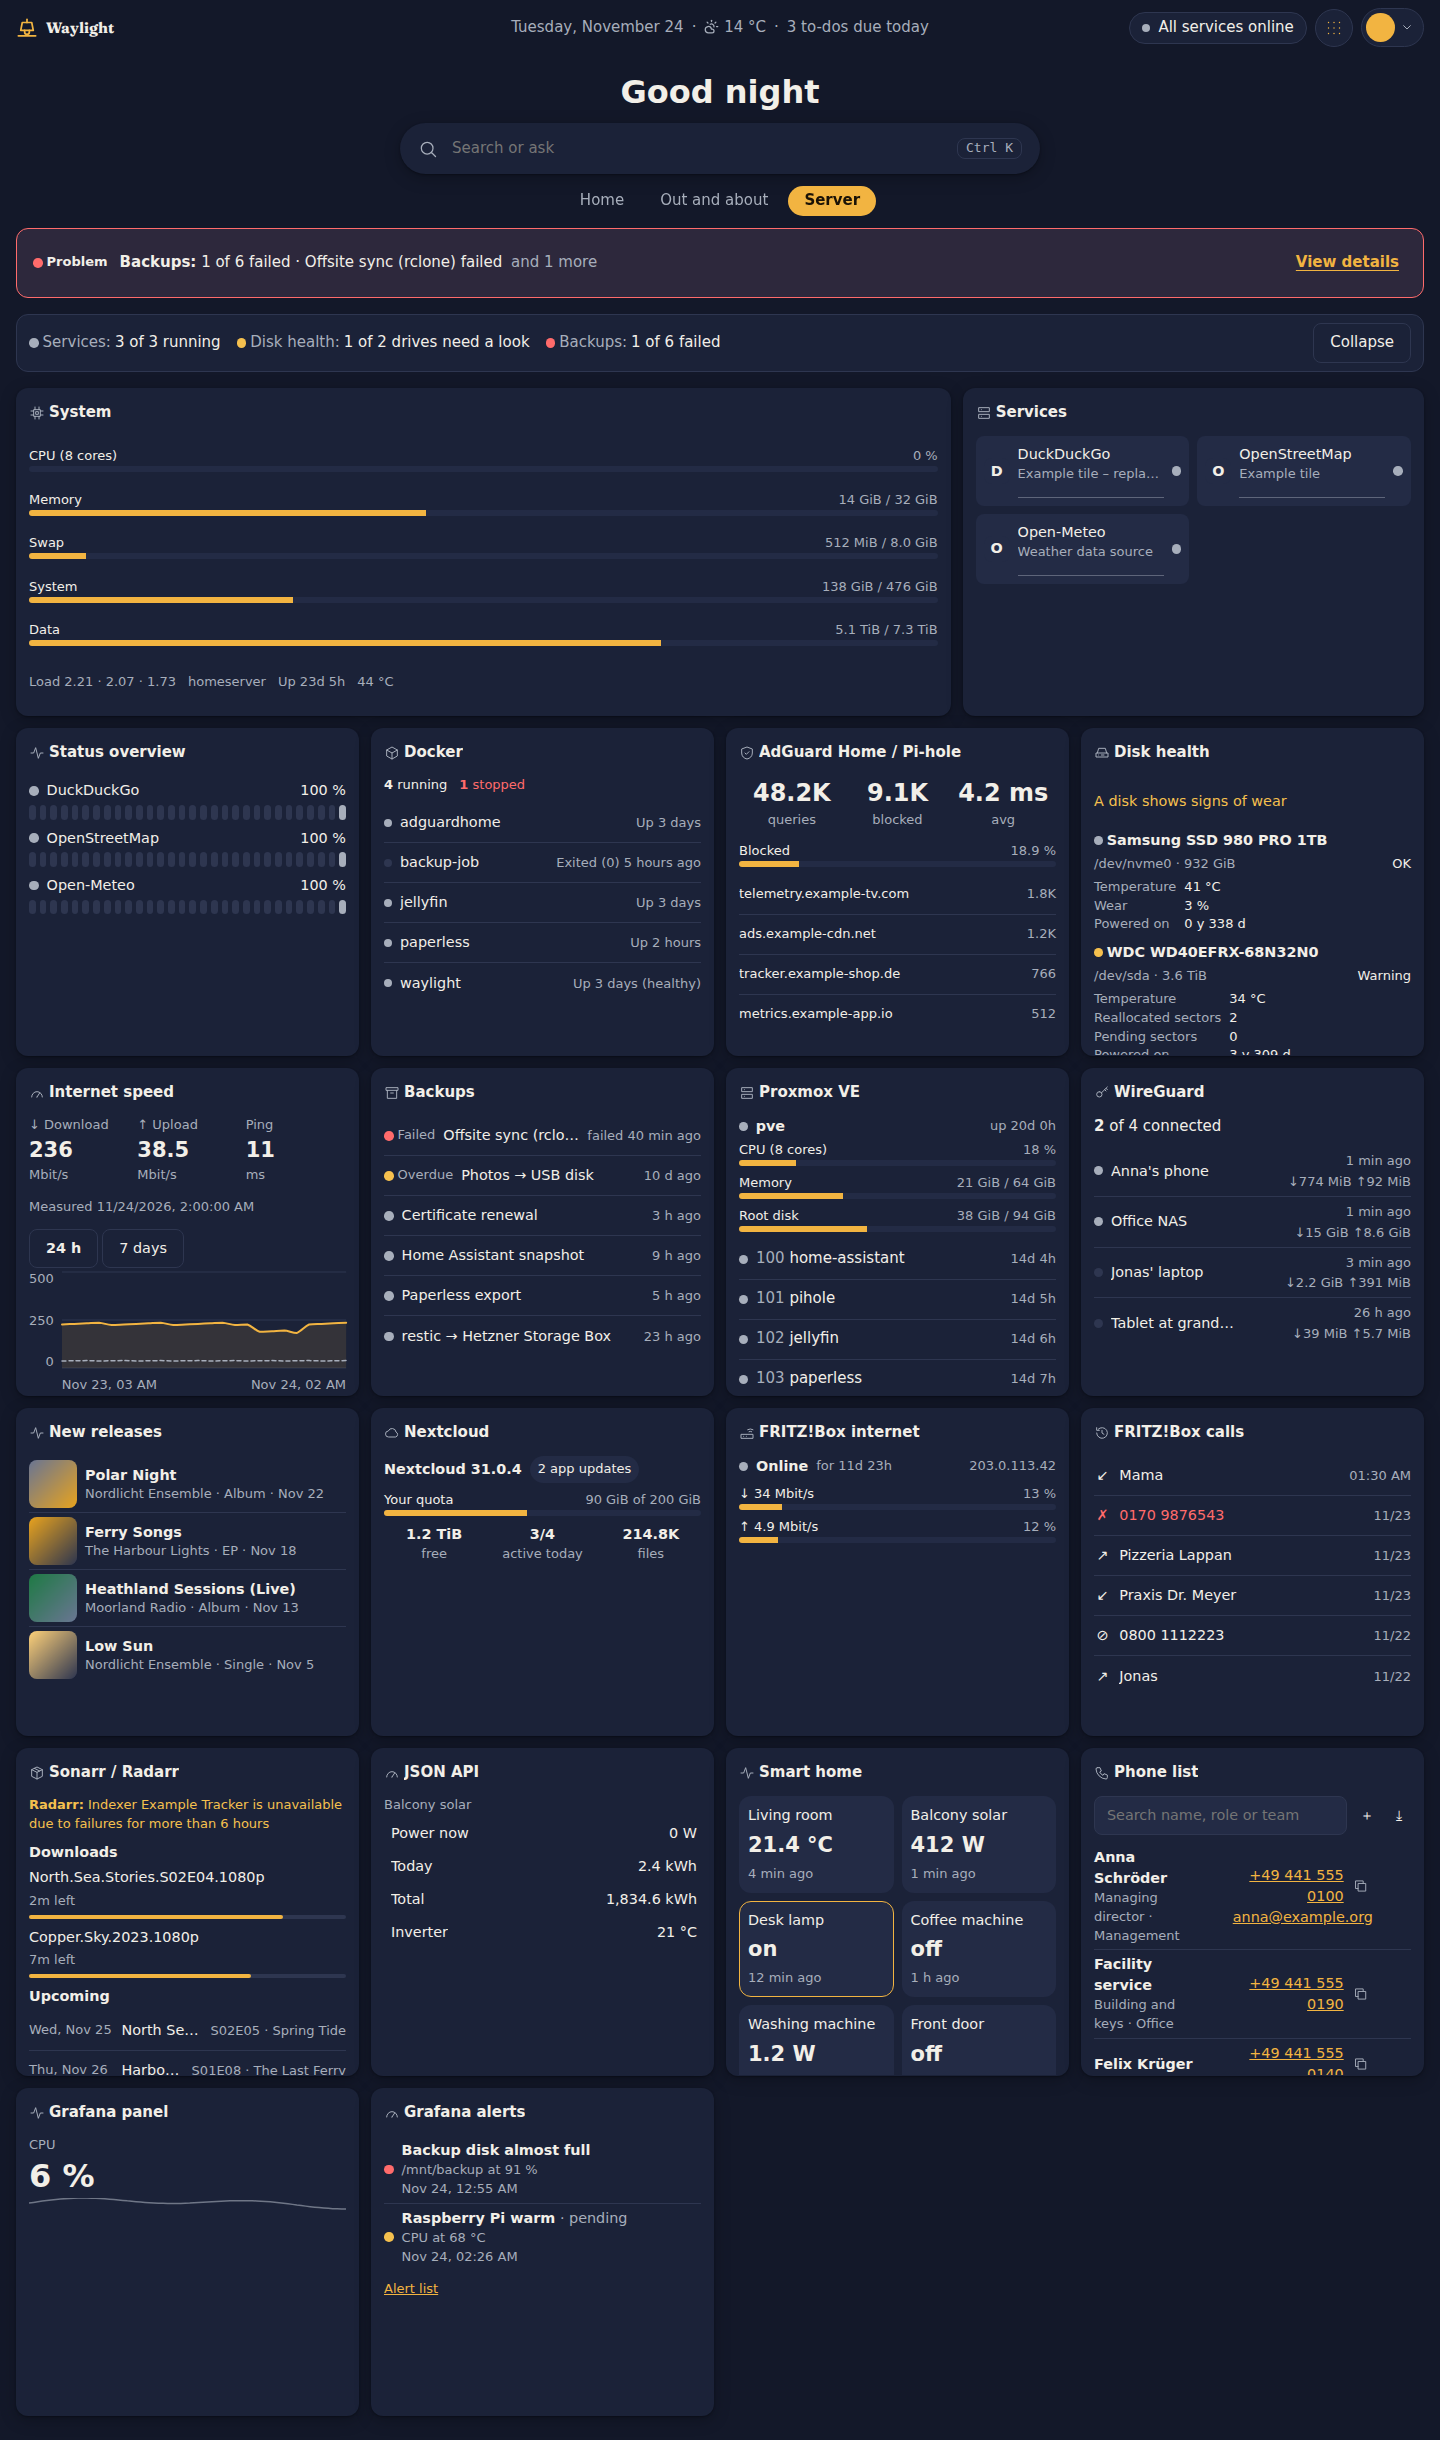 Waylight
Tuesday, November 24 · 14 °C · 3 to-dos due today
All services online
Good night
Search or ask
Ctrl K
Home
Out and about
Server
Problem Backups: 1 of 6 failed · Offsite sync (rclone) failed and 1 more
View details
Services: 3 of 3 running Disk health: 1 of 2 drives need a look Backups: 1 of 6 failed
Collapse
System
CPU (8 cores) 0 %
Memory 14 GiB / 32 GiB
Swap 512 MiB / 8.0 GiB
System 138 GiB / 476 GiB
Data 5.1 TiB / 7.3 TiB
Load 2.21 · 2.07 · 1.73 homeserver Up 23d 5h 44 °C
Services
D
DuckDuckGo
Example tile – repla…
O
OpenStreetMap
Example tile
O
Open-Meteo
Weather data source
Status overview
DuckDuckGo 100 %
OpenStreetMap 100 %
Open-Meteo 100 %
Docker
4 running 1 stopped
adguardhome Up 3 days
backup-job Exited (0) 5 hours ago
jellyfin Up 3 days
paperless Up 2 hours
waylight Up 3 days (healthy)
AdGuard Home / Pi-hole
48.2K 9.1K 4.2 ms
queries blocked avg
Blocked 18.9 %
telemetry.example-tv.com 1.8K
ads.example-cdn.net 1.2K
tracker.example-shop.de 766
metrics.example-app.io 512
Disk health
A disk shows signs of wear
Samsung SSD 980 PRO 1TB
/dev/nvme0 · 932 GiB OK
Temperature 41 °C
Wear 3 %
Powered on 0 y 338 d
WDC WD40EFRX-68N32N0
/dev/sda · 3.6 TiB Warning
Temperature 34 °C
Reallocated sectors 2
Pending sectors 0
Powered on 3 y 309 d
Internet speed
↓ Download ↑ Upload Ping
236 38.5 11
Mbit/s Mbit/s ms
Measured 11/24/2026, 2:00:00 AM
24 h 7 days
500
250
0
Nov 23, 03 AM Nov 24, 02 AM
Backups
Failed Offsite sync (rclo… failed 40 min ago
Overdue Photos → USB disk 10 d ago
Certificate renewal 3 h ago
Home Assistant snapshot 9 h ago
Paperless export 5 h ago
restic → Hetzner Storage Box 23 h ago
Proxmox VE
pve up 20d 0h
CPU (8 cores) 18 %
Memory 21 GiB / 64 GiB
Root disk 38 GiB / 94 GiB
100 home-assistant 14d 4h
101 pihole 14d 5h
102 jellyfin 14d 6h
103 paperless 14d 7h
WireGuard
2 of 4 connected
Anna's phone 1 min ago
↓774 MiB ↑92 MiB
Office NAS 1 min ago
↓15 GiB ↑8.6 GiB
Jonas' laptop 3 min ago
↓2.2 GiB ↑391 MiB
Tablet at grand… 26 h ago
↓39 MiB ↑5.7 MiB
New releases
Polar Night
Nordlicht Ensemble · Album · Nov 22
Ferry Songs
The Harbour Lights · EP · Nov 18
Heathland Sessions (Live)
Moorland Radio · Album · Nov 13
Low Sun
Nordlicht Ensemble · Single · Nov 5
Nextcloud
Nextcloud 31.0.4 2 app updates
Your quota 90 GiB of 200 GiB
1.2 TiB 3/4 214.8K
free active today files
FRITZ!Box internet
Online for 11d 23h 203.0.113.42
↓ 34 Mbit/s 13 %
↑ 4.9 Mbit/s 12 %
FRITZ!Box calls
↙ Mama 01:30 AM
✗ 0170 9876543 11/23
↗ Pizzeria Lappan 11/23
↙ Praxis Dr. Meyer 11/23
⊘ 0800 1112223 11/22
↗ Jonas 11/22
Sonarr / Radarr
Radarr: Indexer Example Tracker is unavailable
due to failures for more than 6 hours
Downloads
North.Sea.Stories.S02E04.1080p
2m left
Copper.Sky.2023.1080p
7m left
Upcoming
Wed, Nov 25 North Se… S02E05 · Spring Tide
Thu, Nov 26 Harbo… S01E08 · The Last Ferry
JSON API
Balcony solar
Power now 0 W
Today 2.4 kWh
Total 1,834.6 kWh
Inverter 21 °C
Smart home
Living room
21.4 °C
4 min ago
Balcony solar
412 W
1 min ago
Desk lamp
on
12 min ago
Coffee machine
off
1 h ago
Washing machine
1.2 W
Front door
off
Phone list
Search name, role or team + ⤓
Anna
Schröder
Managing
director ·
Management
+49 441 555
0100
anna@example.org
Facility
service
Building and
keys · Office
+49 441 555
0190
Felix Krüger
+49 441 555
0140
Grafana panel
CPU
6 %
Grafana alerts
Backup disk almost full
/mnt/backup at 91 %
Nov 24, 12:55 AM
Raspberry Pi warm · pending
CPU at 68 °C
Nov 24, 02:26 AM
Alert list